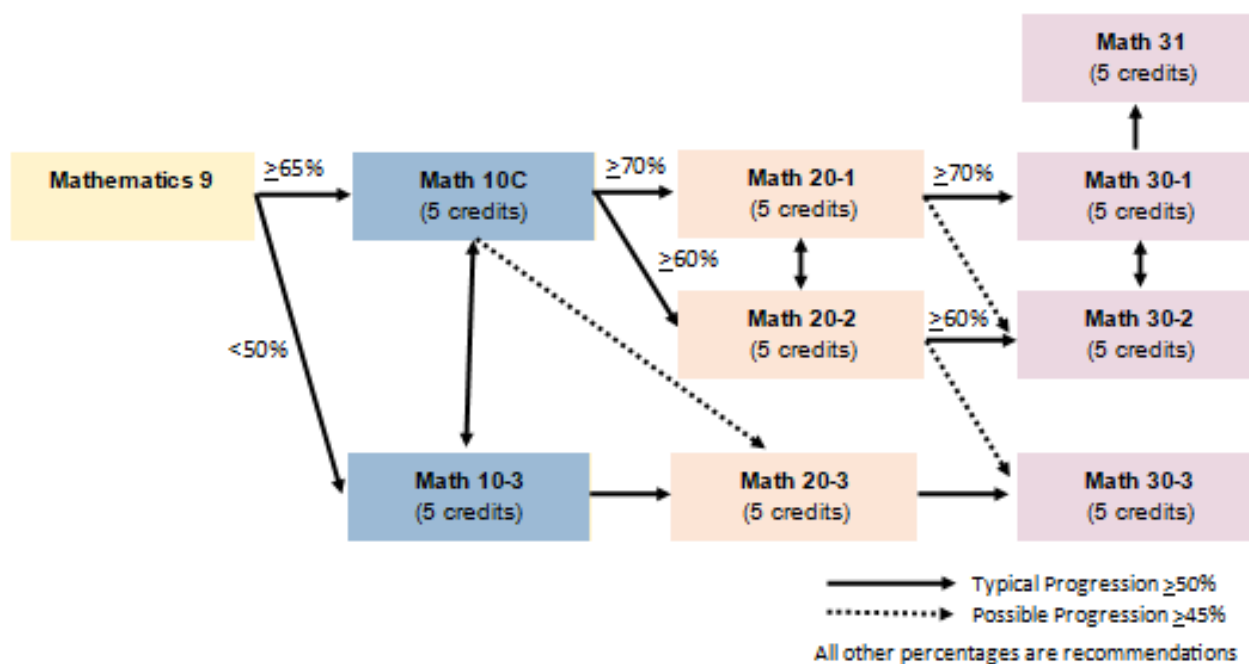 Math 31
(5 credits)
Mathematics 9
≥65%
Math 10C
(5 credits)
≥70%
Math 20-1
(5 credits)
≥70%
Math 30-1
(5 credits)
≥60%
<50%
Math 20-2
(5 credits)
≥60%
Math 30-2
(5 credits)
Math 10-3
(5 credits)
Math 20-3
(5 credits)
Math 30-3
(5 credits)
Typical Progression ≥50%
Possible Progression ≥45%
All other percentages are recommendations